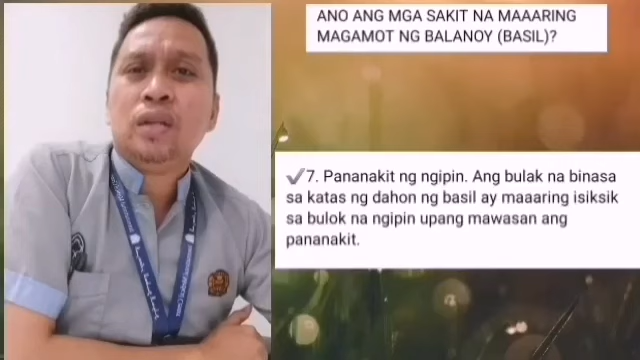 ANO ANG MGA SAKIT NA MAAARING
MAGAMOT NG BALANOY (BASIL)?
✔7. Pananakit ng ngipin. Ang bulak na binasa
sa katas ng dahon ng basil ay maaaring isiksik
sa bulok na ngipin upang mawasan ang
pananakit.